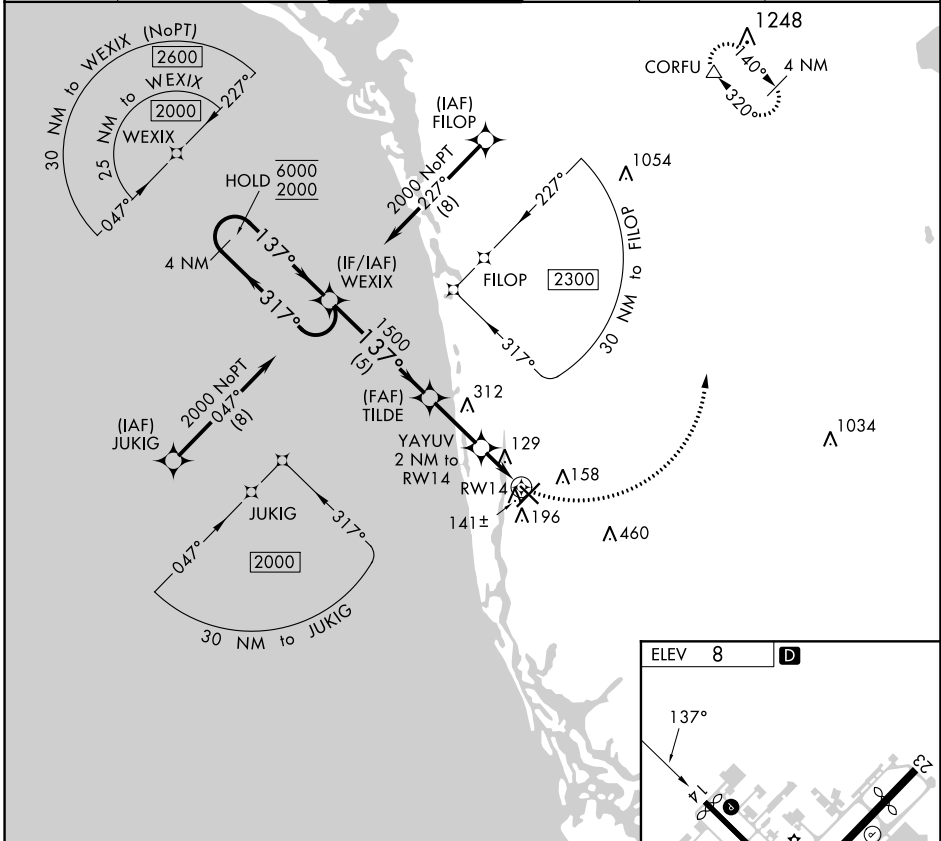 30 NM to WEXIX (NoPT)
2600
25 NM to WEXIX
2000
227°
WEXIX
047°
1248
CORFU
140°
4 NM
320°
(IAF)
FILOP
2000 NoPT
227°
(8)
1054
HOLD 6000
2000
4 NM
137°
317°
(IF/IAF)
WEXIX
227°
FILOP
2300
317°
30 NM to FILOP
1500
137°
(5)
2000 NoPT
047°
(8)
(IAF)
JUKIG
(FAF)
TILDE
312
YAYUV
2 NM to
RW14
129
RW14
158
141±
196
460
1034
JUKIG
047°
317°
2000
30 NM to JUKIG
ELEV 8 D
137°
14
P
23
P